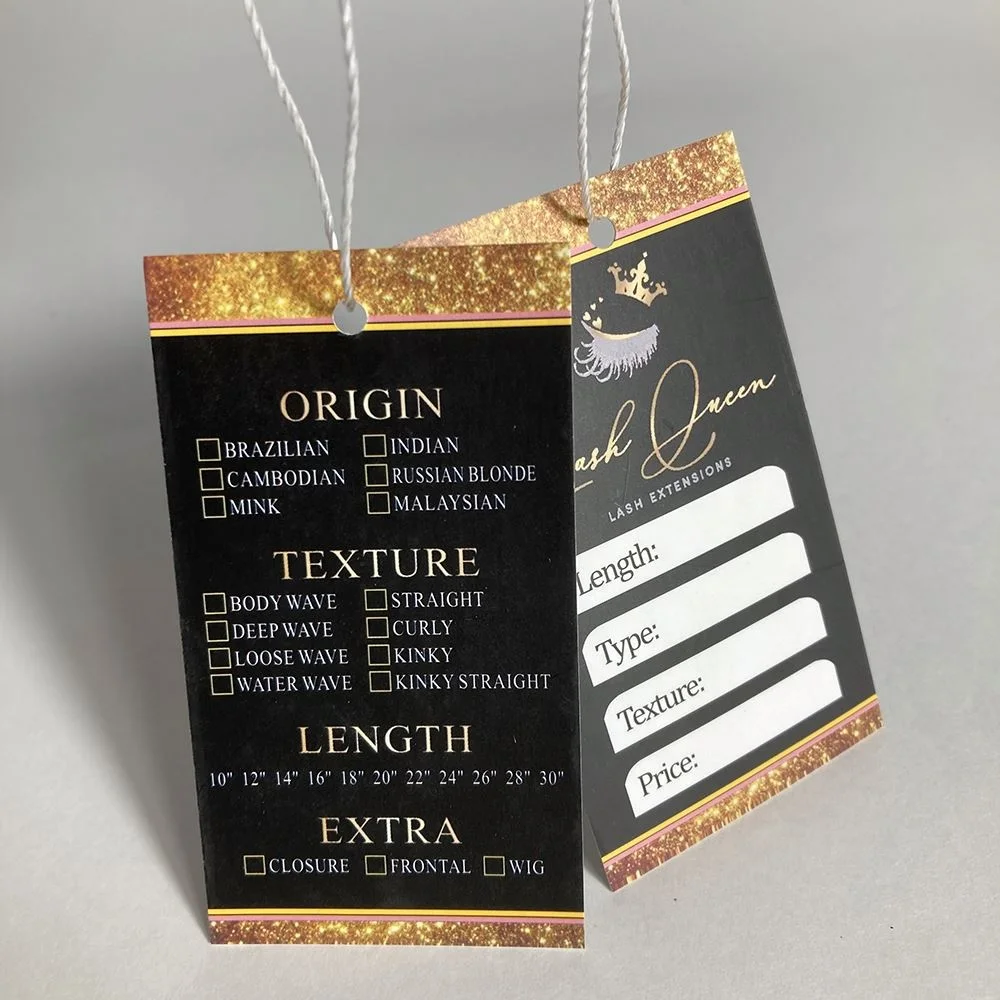 ORIGIN
BRAZILIAN INDIAN
CAMBODIAN RUSSIAN BLONDE
MINK MALAYSIAN
TEXTURE
BODY WAVE STRAIGHT
DEEP WAVE CURLY
LOOSE WAVE KINKY
WATER WAVE KINKY STRAIGHT
LENGTH
10" 12" 14" 16" 18" 20" 22" 24" 26" 28" 30"
EXTRA
CLOSURE FRONTAL WIG
ash Queen
LASH EXTENSIONS
Length:
Type:
Texture:
Price: